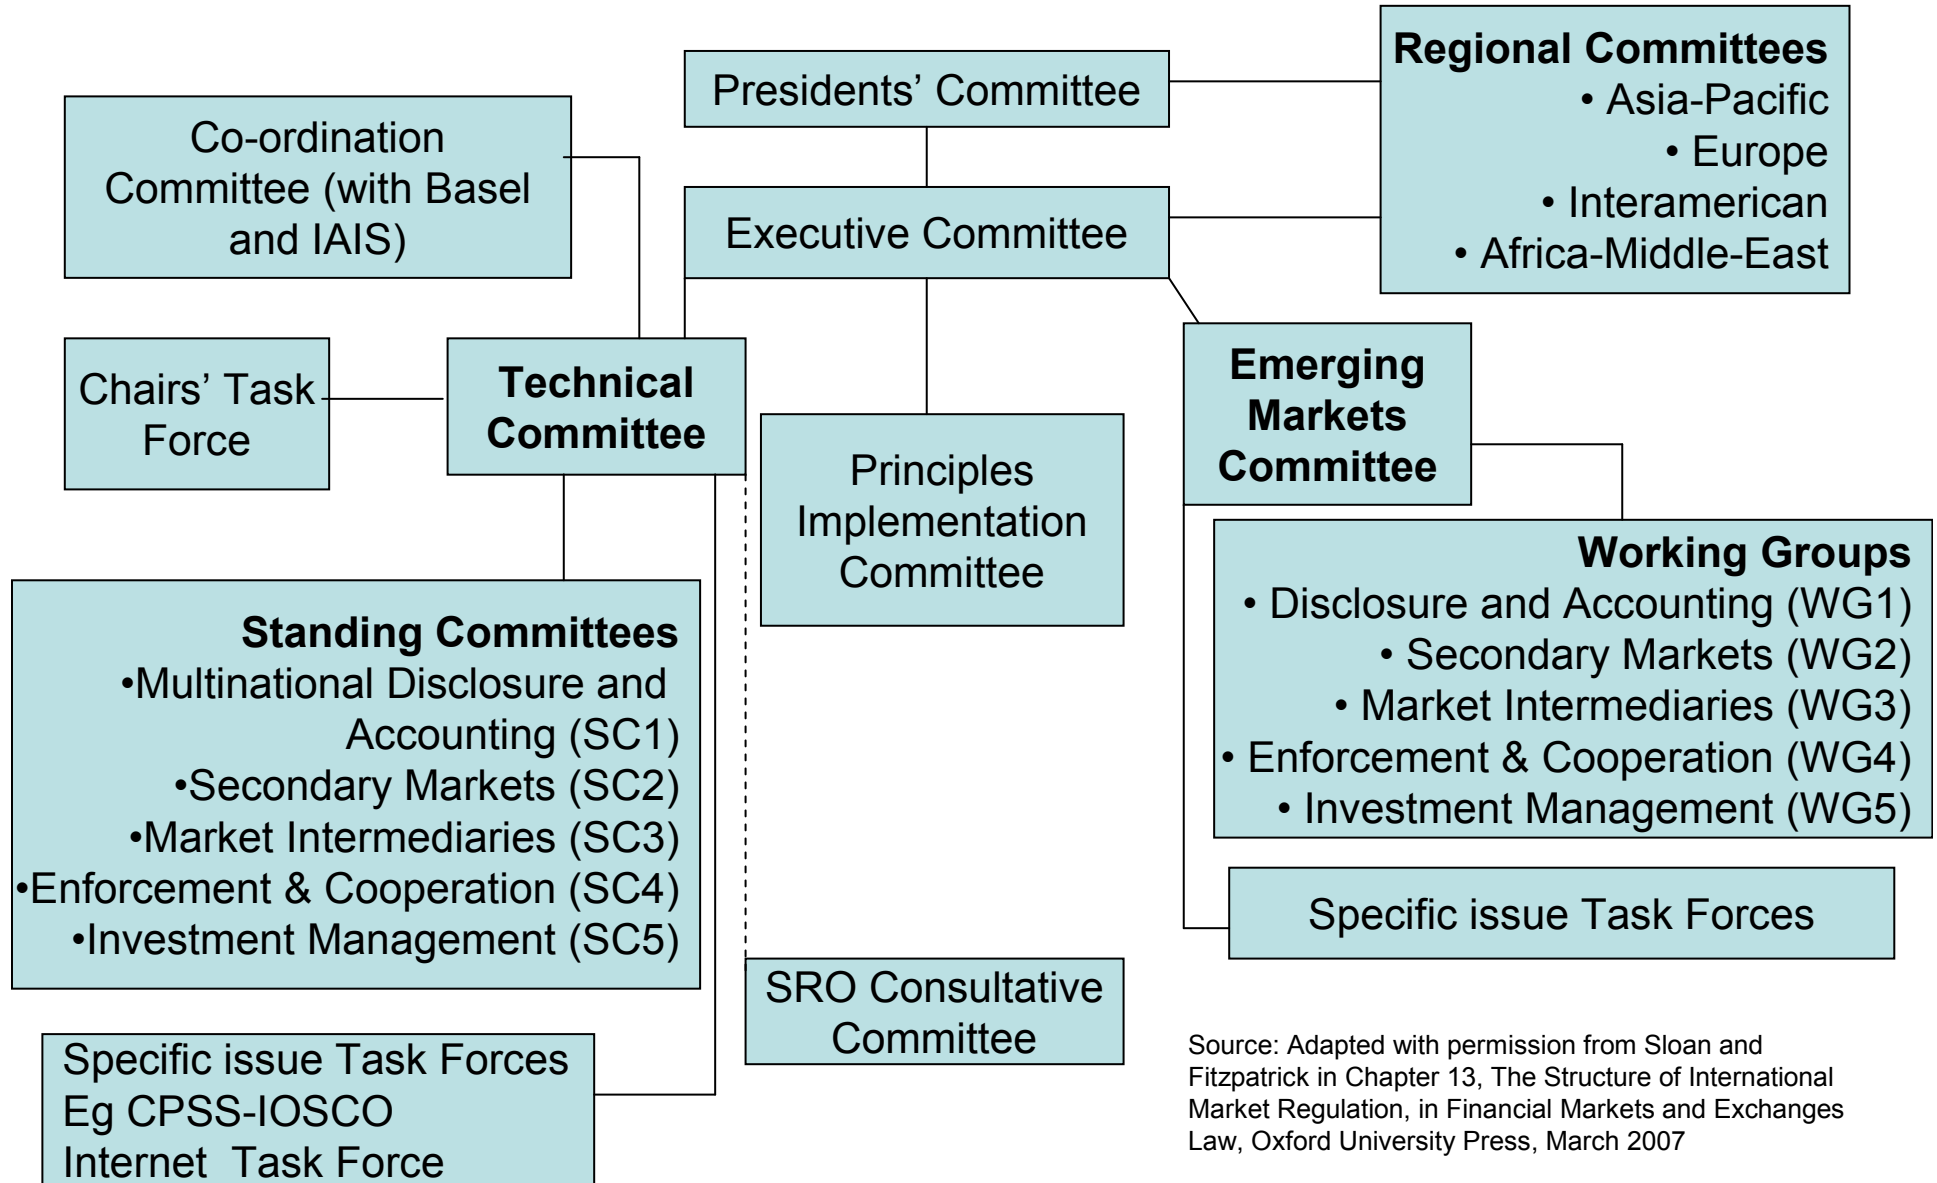 Presidents’ Committee
Regional Committees
• Asia-Pacific
• Europe
• Interamerican
• Africa-Middle-East
Co-ordination
Committee (with Basel
and IAIS)
Executive Committee
Chairs’ Task
Force
Technical
Committee
Emerging
Markets
Committee
Principles
Implementation
Committee
Working Groups
• Disclosure and Accounting (WG1)
• Secondary Markets (WG2)
• Market Intermediaries (WG3)
• Enforcement & Cooperation (WG4)
• Investment Management (WG5)
Standing Committees
•Multinational Disclosure and
Accounting (SC1)
•Secondary Markets (SC2)
•Market Intermediaries (SC3)
•Enforcement & Cooperation (SC4)
•Investment Management (SC5)
Specific issue Task Forces
SRO Consultative
Committee
Specific issue Task Forces
Eg CPSS-IOSCO
Internet Task Force
Source: Adapted with permission from Sloan and
Fitzpatrick in Chapter 13, The Structure of International
Market Regulation, in Financial Markets and Exchanges
Law, Oxford University Press, March 2007